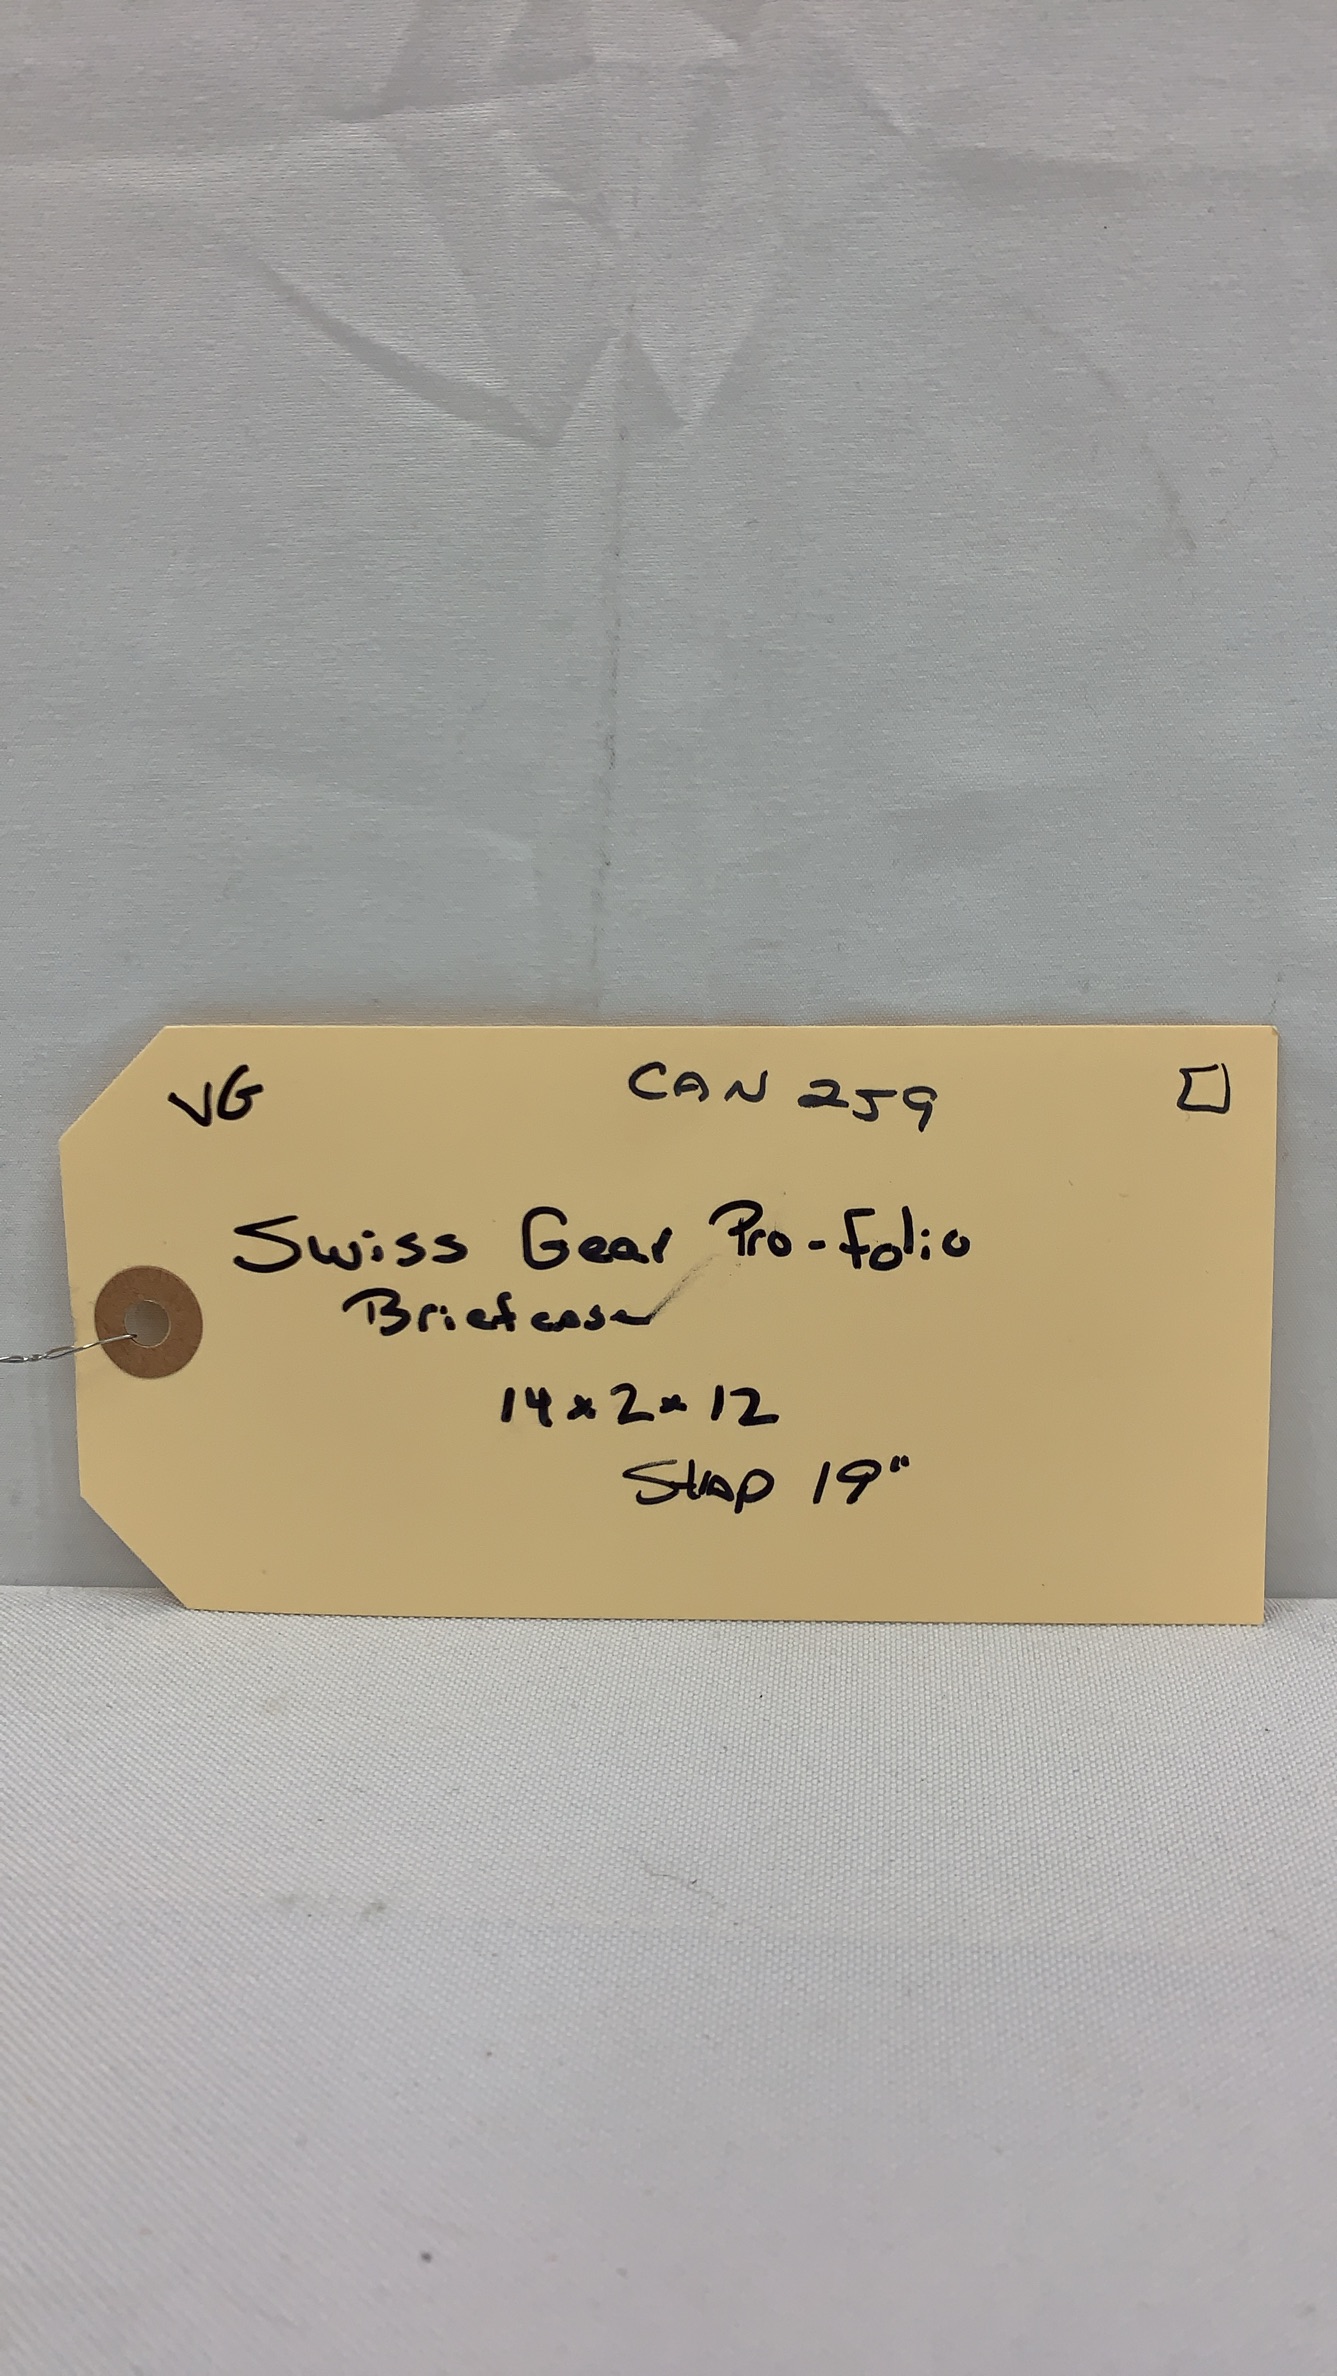 VG CAN 259
Swiss Gear Pro-folio
Briefcase
14 x 2 x 12
Strap 19"